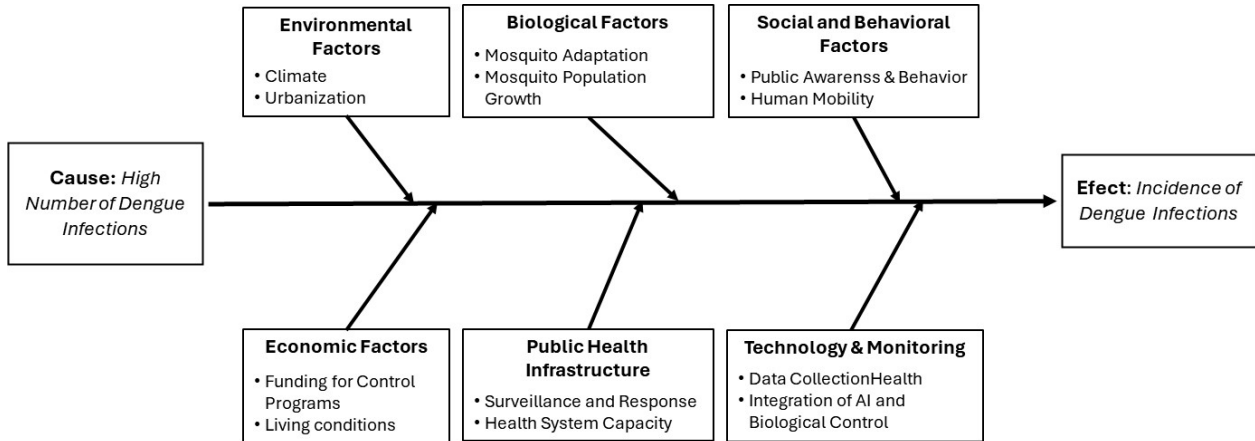 Environmental
Factors
• Climate
• Urbanization
Biological Factors
• Mosquito Adaptation
• Mosquito Population
Growth
Social and Behavioral
Factors
• Public Awarenss & Behavior
• Human Mobility
Cause: High
Number of Dengue
Infections
Efect: Incidence of
Dengue Infections
Economic Factors
• Funding for Control
Programs
• Living conditions
Public Health
Infrastructure
• Surveillance and Response
• Health System Capacity
Technology & Monitoring
• Data CollectionHealth
• Integration of AI and
Biological Control